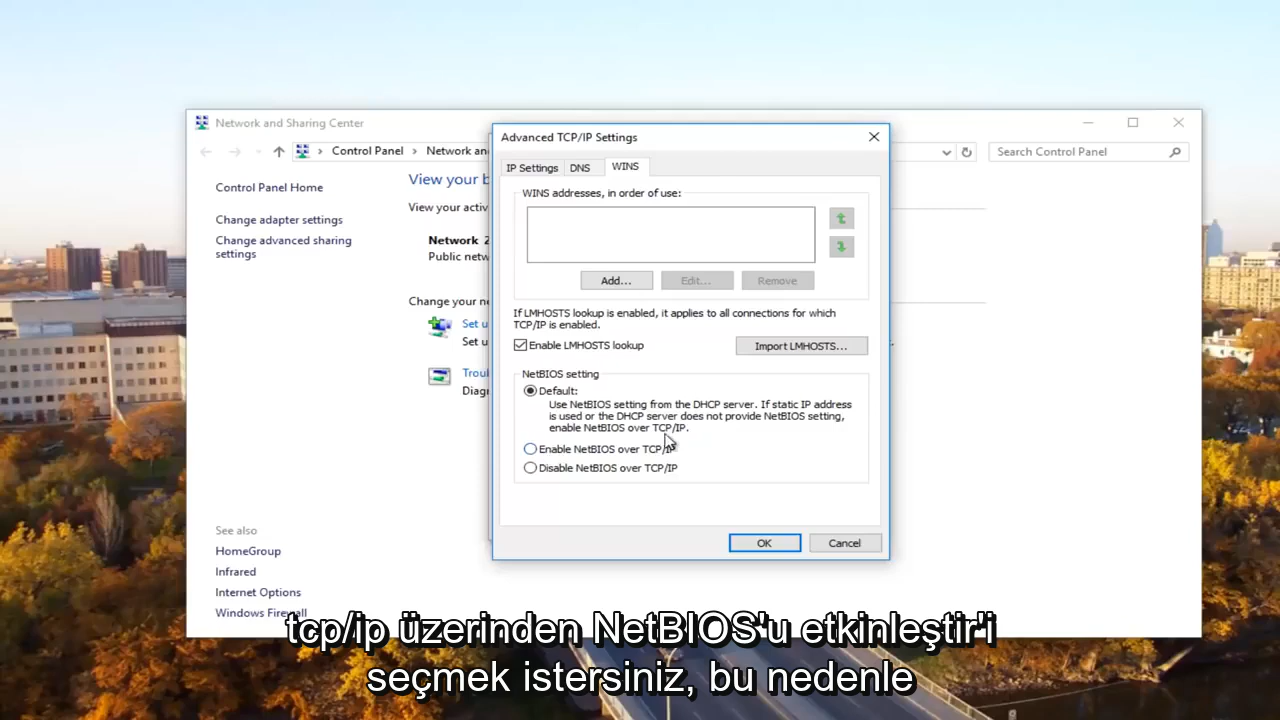 Network and Sharing Center
Control Panel
Network an
Search Control Panel
Control Panel Home
Change adapter settings
Change advanced sharing
settings
View your b
View your activ
Network 2
Public netw
Change your ne
Set u
Set u
Trou
Diagn
See also
HomeGroup
Infrared
Internet Options
Windows Firewall
Advanced TCP/IP Settings
IP Settings
DNS
WINS
WINS addresses, in order of use:
Add...
Edit...
Remove
If LMHOSTS lookup is enabled, it applies to all connections for which
TCP/IP is enabled.
Enable LMHOSTS lookup
Import LMHOSTS...
NetBIOS setting
Default:
Use NetBIOS setting from the DHCP server. If static IP address
is used or the DHCP server does not provide NetBIOS setting,
enable NetBIOS over TCP/IP.
Enable NetBIOS over TCP/IP
Disable NetBIOS over TCP/IP
OK
Cancel
tcp/ip üzerinden NetBIOS'u etkinleştir'i
seçmek istersiniz, bu nedenle